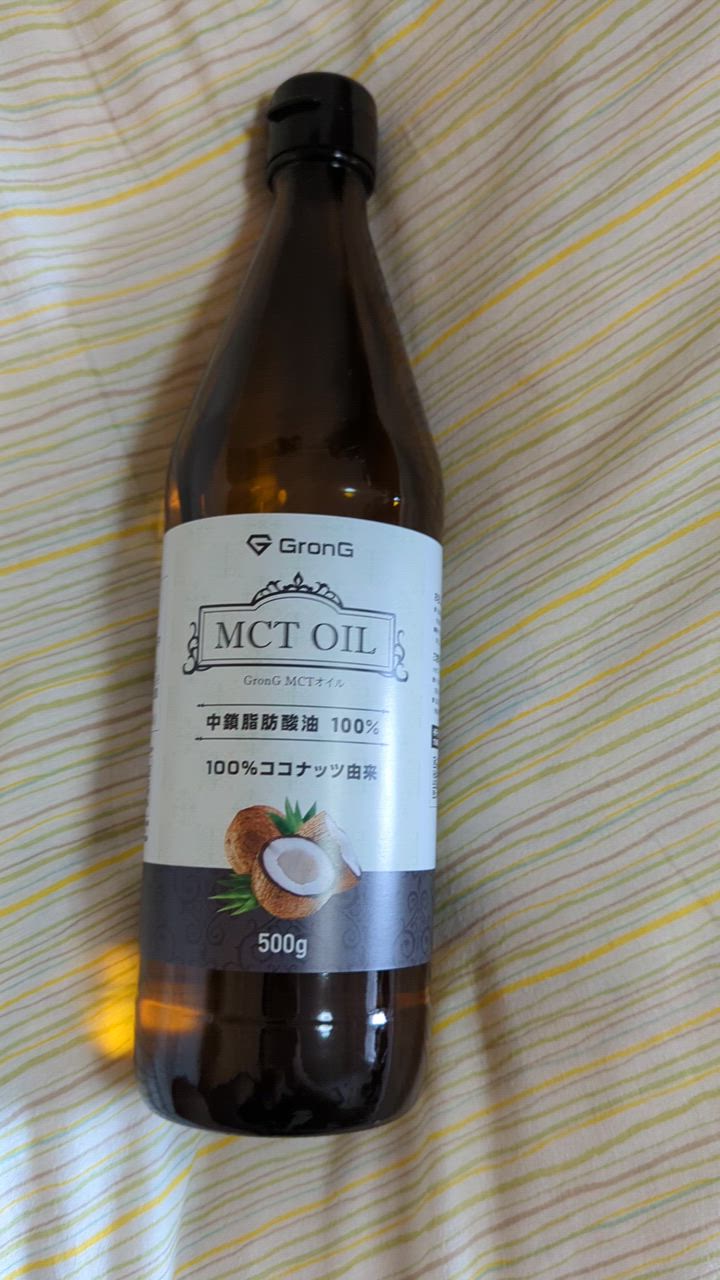 GronG
MCT OIL
GronG MCTオイル
中鎖脂肪酸油 100%
100%ココナッツ由来
500g